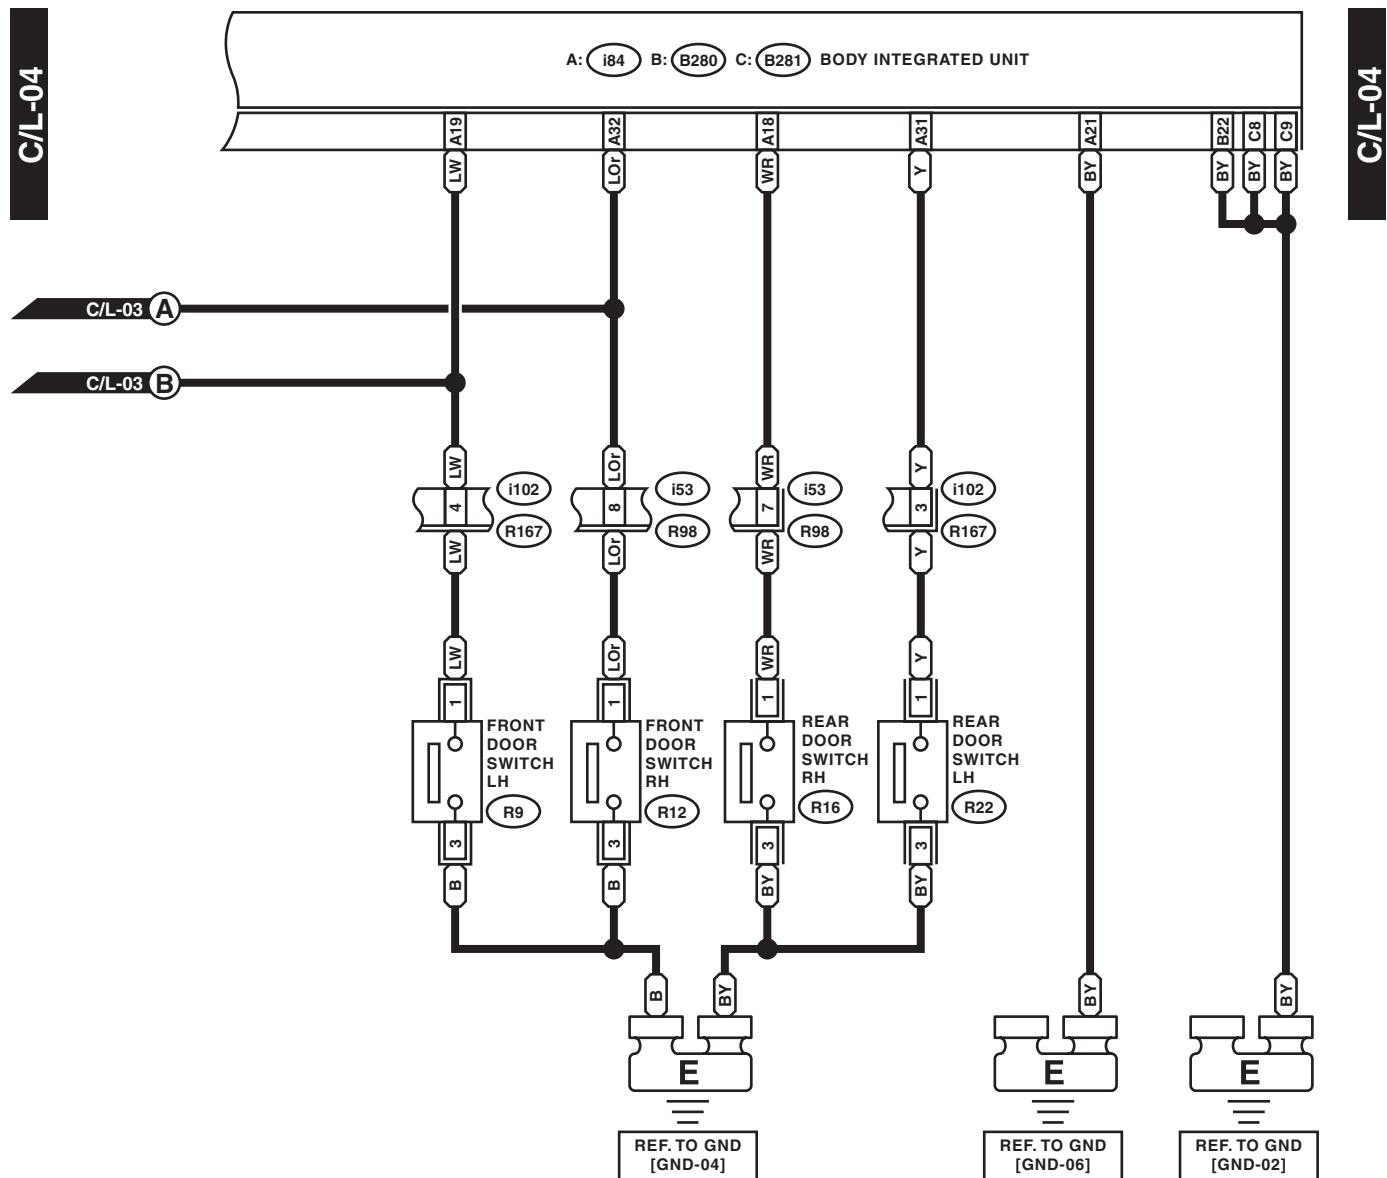 C/L-04
C/L-04
A: i84 B: B280 C: B281 BODY INTEGRATED UNIT
A19 A32 A18 A31 A21 B22 C8 C9
LW LOr WR Y BY BY BY BY
C/L-03 A
C/L-03 B
LW LOr WR Y
4 i102 8 i53 7 i53 3 i102
R167 R98 R98 R167
LW LOr WR Y
LW LOr WR Y
1 1 1 1
FRONT
DOOR
SWITCH
LH
R9
FRONT
DOOR
SWITCH
RH
R12
REAR
DOOR
SWITCH
RH
R16
REAR
DOOR
SWITCH
LH
R22
3 3 3 3
B B BY BY
B BY BY BY
E E E
REF. TO GND
[GND-04]
REF. TO GND
[GND-06]
REF. TO GND
[GND-02]